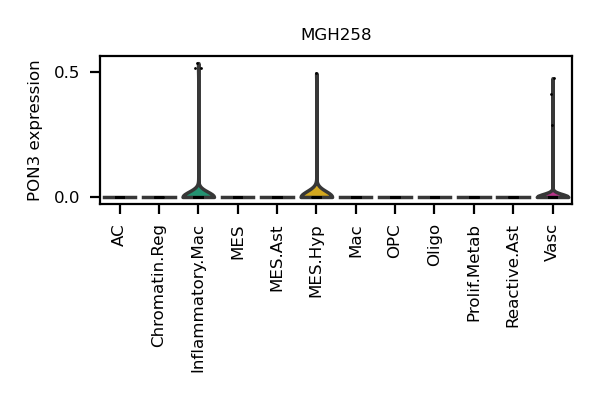 MGH258
PON3 expression
0.5
0.0
AC
Chromatin.Reg
Inflammatory.Mac
MES
MES.Ast
MES.Hyp
Mac
OPC
Oligo
Prolif.Metab
Reactive.Ast
Vasc